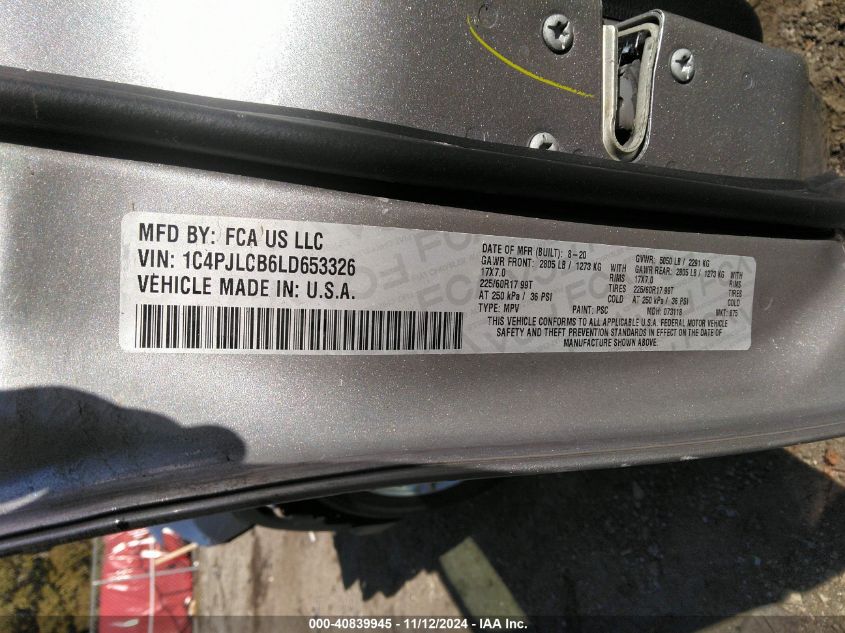 MFD BY: FCA US LLC
VIN: 1C4PJLCB6LD653326
VEHICLE MADE IN: U.S.A.
DATE OF MFR (BUILT): 8-20 GVWR: 5050 LB / 2291 KG
GAWR FRONT: 2805 LB / 1273 KG WITH GAWR REAR: 2805 LB / 1273 KG WITH
17X7.0 RIMS 17X7.0 RIMS
225/60R17 99T TIRES 225/60R17 99T TIRES
AT 250 kPa / 36 PSI COLD AT 250 kPa / 36 PSI COLD
TYPE: MPV PAINT: PSC MDH: 073118 MKT: 875
THIS VEHICLE CONFORMS TO ALL APPLICABLE U.S.A. FEDERAL MOTOR VEHICLE
SAFETY AND THEFT PREVENTION STANDARDS IN EFFECT ON THE DATE OF
MANUFACTURE SHOWN ABOVE.
000-40839945 - 11/12/2024 - IAA Inc.